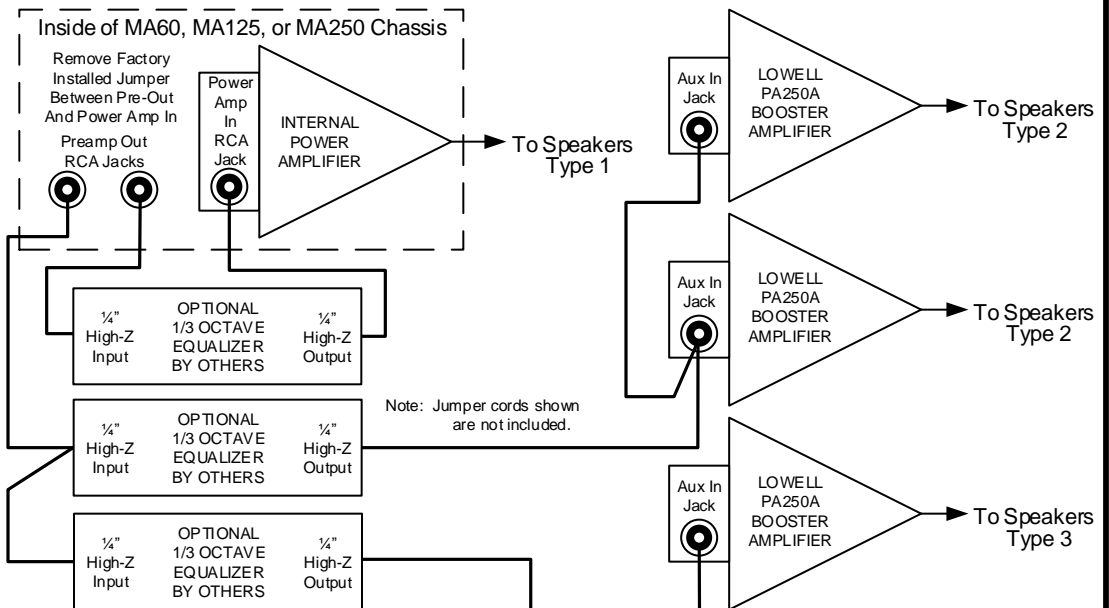 Inside of MA60, MA125, or MA250 Chassis
Remove Factory
Installed Jumper
Between Pre-Out
And Power Amp In
Preamp Out
RCA Jacks
Power
Amp
In
RCA
Jack
INTERNAL
POWER
AMPLIFIER
To Speakers
Type 1
Aux In
Jack
LOWELL
PA250A
BOOSTER
AMPLIFIER
To Speakers
Type 2
¼”
High-Z
Input
OPTIONAL
1/3 OCTAVE
EQUALIZER
BY OTHERS
¼”
High-Z
Output
Aux In
Jack
LOWELL
PA250A
BOOSTER
AMPLIFIER
To Speakers
Type 2
¼”
High-Z
Input
OPTIONAL
1/3 OCTAVE
EQUALIZER
BY OTHERS
¼”
High-Z
Output
Note: Jumper cords shown
are not included.
Aux In
Jack
LOWELL
PA250A
BOOSTER
AMPLIFIER
To Speakers
Type 3
¼”
High-Z
Input
OPTIONAL
1/3 OCTAVE
EQUALIZER
BY OTHERS
¼”
High-Z
Output